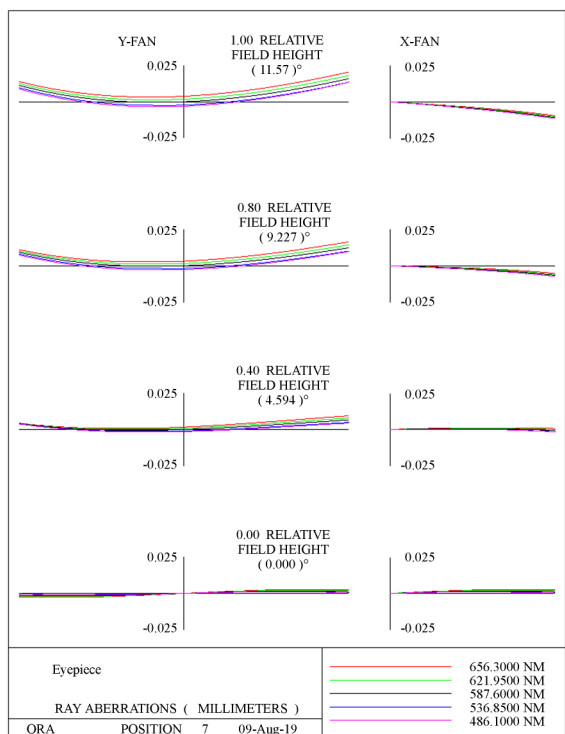 Y-FAN
1.00 RELATIVE
FIELD HEIGHT
( 11.57 )°
X-FAN
0.025
0.025
-0.025
-0.025
0.80 RELATIVE
FIELD HEIGHT
( 9.227 )°
0.025
0.025
-0.025
-0.025
0.40 RELATIVE
FIELD HEIGHT
( 4.594 )°
0.025
0.025
-0.025
-0.025
0.00 RELATIVE
FIELD HEIGHT
( 0.000 )°
0.025
0.025
-0.025
-0.025
Eyepiece
RAY ABERRATIONS ( MILLIMETERS )
ORA POSITION 7 09-Aug-19
656.3000 NM
621.9500 NM
587.6000 NM
536.8500 NM
486.1000 NM